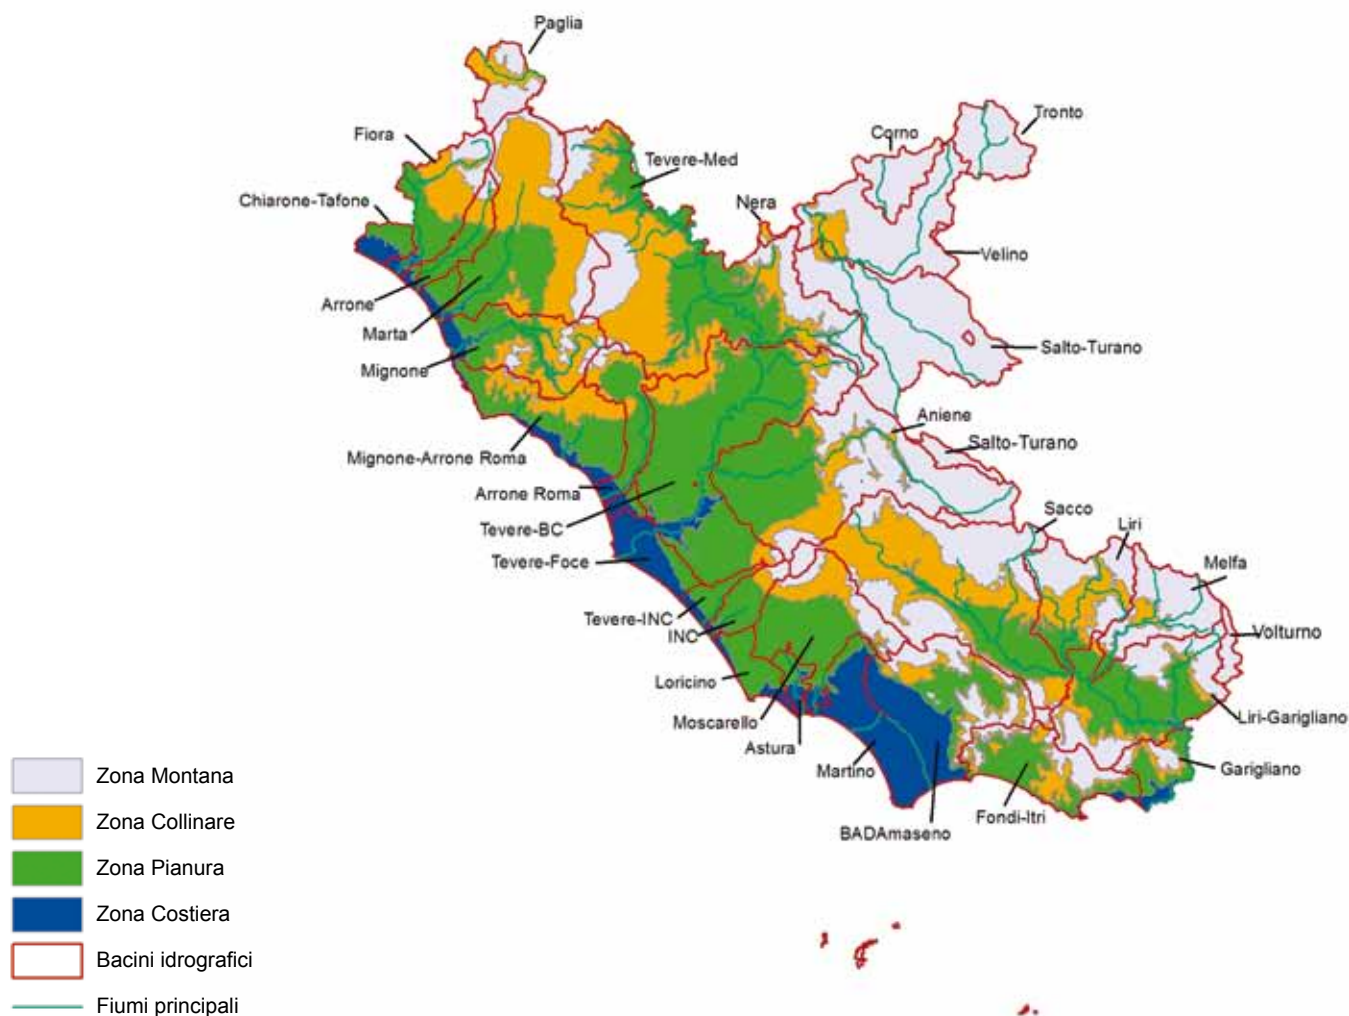 Paglia
Tronto
Corno
Fiora
Tevere-Med
Chiarone-Tafone
Nera
Velino
Arrone
Marta
Salto-Turano
Mignone
Aniene
Salto-Turano
Mignone-Arrone Roma
Arrone Roma
Sacco
Liri
Tevere-BC
Tevere-Foce
Melfa
Tevere-INC
INC
Volturno
Loricino
Moscarello
Liri-Garigliano
Astura
Martino
Garigliano
BADAmaseno
Fondi-Itri
Zona Montana
Zona Collinare
Zona Pianura
Zona Costiera
Bacini idrografici
Fiumi principali